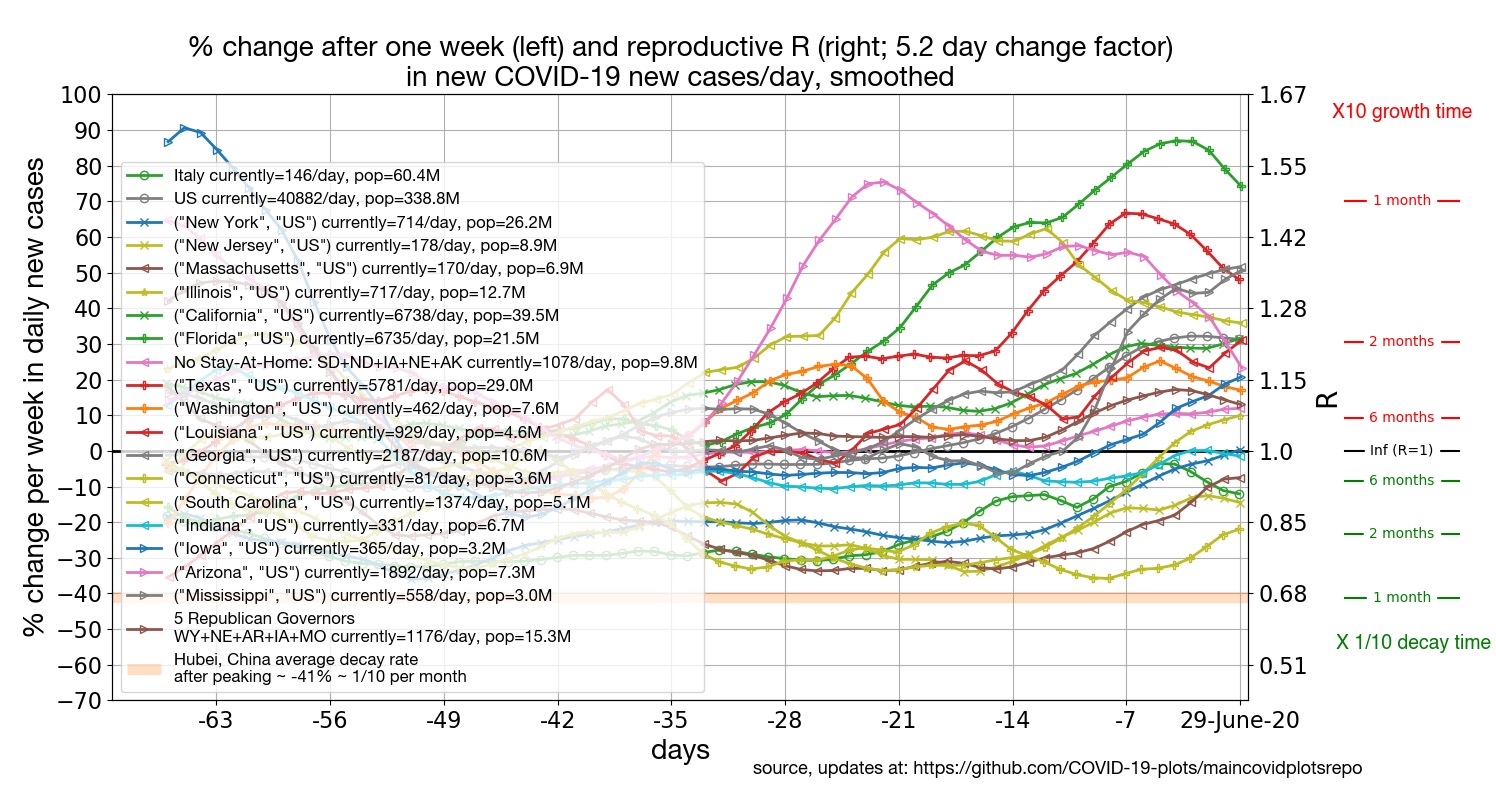 % change after one week (left) and reproductive R (right; 5.2 day change factor)
in new COVID-19 new cases/day, smoothed
% change per week in daily new cases
100
90
80
70
60
50
40
30
20
10
0
−10
−20
−30
−40
−50
−60
−70
Italy currently=146/day, pop=60.4M
US currently=40882/day, pop=338.8M
("New York", "US") currently=714/day, pop=26.2M
("New Jersey", "US") currently=178/day, pop=8.9M
("Massachusetts", "US") currently=170/day, pop=6.9M
("Illinois", "US") currently=717/day, pop=12.7M
("California", "US") currently=6738/day, pop=39.5M
("Florida", "US") currently=6735/day, pop=21.5M
No Stay-At-Home: SD+ND+IA+NE+AK currently=1078/day, pop=9.8M
("Texas", "US") currently=5781/day, pop=29.0M
("Washington", "US") currently=462/day, pop=7.6M
("Louisiana", "US") currently=929/day, pop=4.6M
("Georgia", "US") currently=2187/day, pop=10.6M
("Connecticut", "US") currently=81/day, pop=3.6M
("South Carolina", "US") currently=1374/day, pop=5.1M
("Indiana", "US") currently=331/day, pop=6.7M
("Iowa", "US") currently=365/day, pop=3.2M
("Arizona", "US") currently=1892/day, pop=7.3M
("Mississippi", "US") currently=558/day, pop=3.0M
5 Republican Governors
WY+NE+AR+IA+MO currently=1176/day, pop=15.3M
Hubei, China average decay rate
after peaking ~ -41% ~ 1/10 per month
-63
-56
-49
-42
-35
-28
-21
-14
-7
29-June-20
days
1.67
1.55
1.42
1.28
1.15
1.0
0.85
0.68
0.51
R
X10 growth time
1 month
2 months
6 months
Inf (R=1)
6 months
2 months
1 month
X 1/10 decay time
source, updates at: https://github.com/COVID-19-plots/maincovidplotsrepo